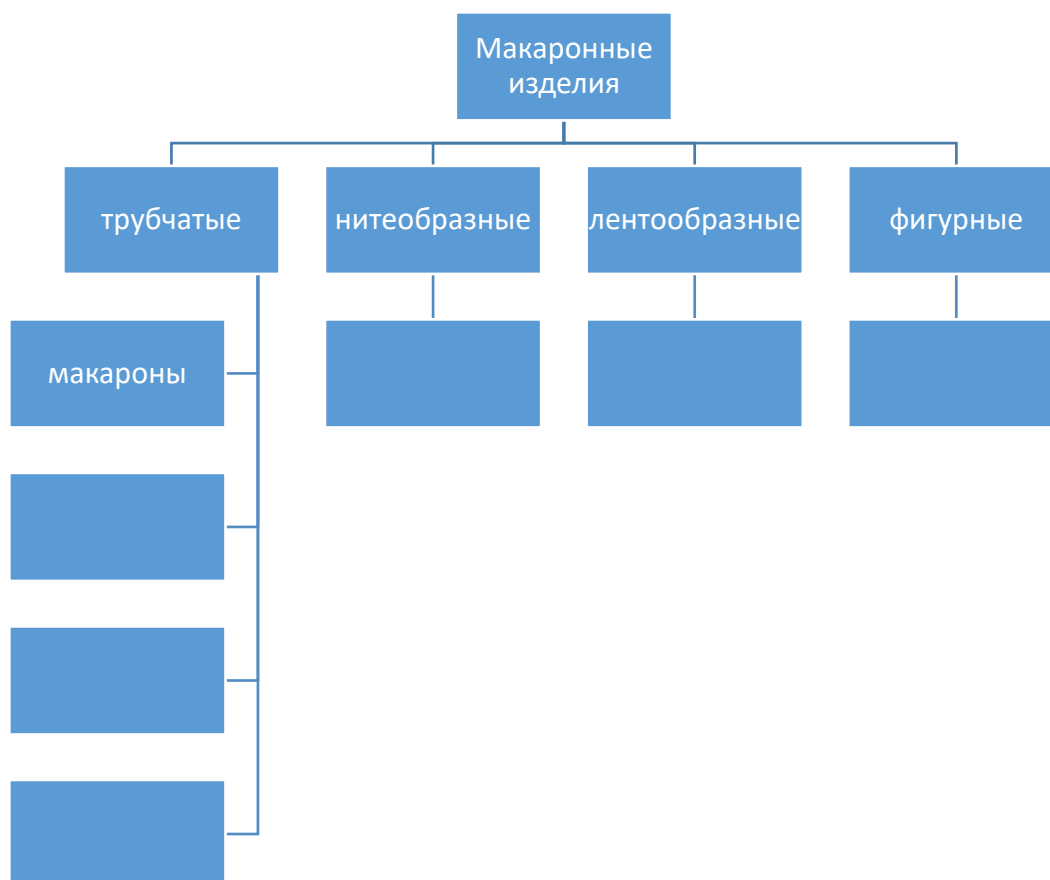 Макаронные
изделия
трубчатые
нитеобразные
лентообразные
фигурные
макароны